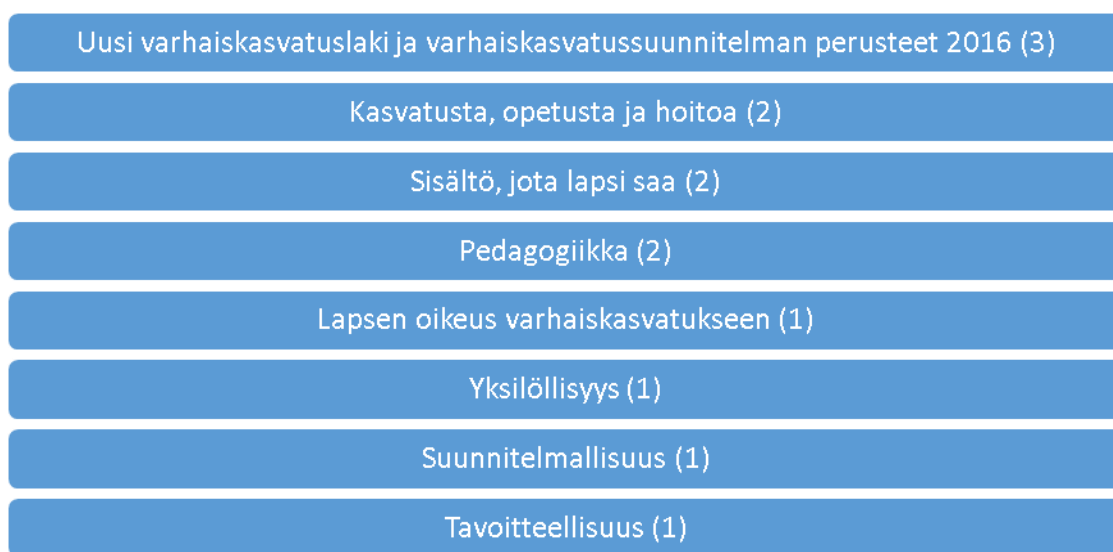 Uusi varhaiskasvatuslaki ja varhaiskasvatussuunnitelman perusteet 2016 (3)
Kasvatusta, opetusta ja hoitoa (2)
Sisältö, jota lapsi saa (2)
Pedagogiikka (2)
Lapsen oikeus varhaiskasvatukseen (1)
Yksilöllisyys (1)
Suunnitelmallisuus (1)
Tavoitteellisuus (1)